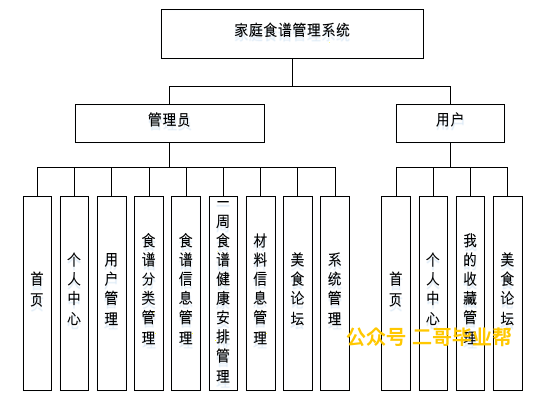 家庭食谱管理系统
管理员
用户
首页
个人中心
用户管理
食谱分类管理
食谱信息管理
一周食谱健康安排管理
材料信息管理
美食论坛
系统管理
首页
个人中心
我的收藏管理
美食论坛
公众号 二哥毕业帮